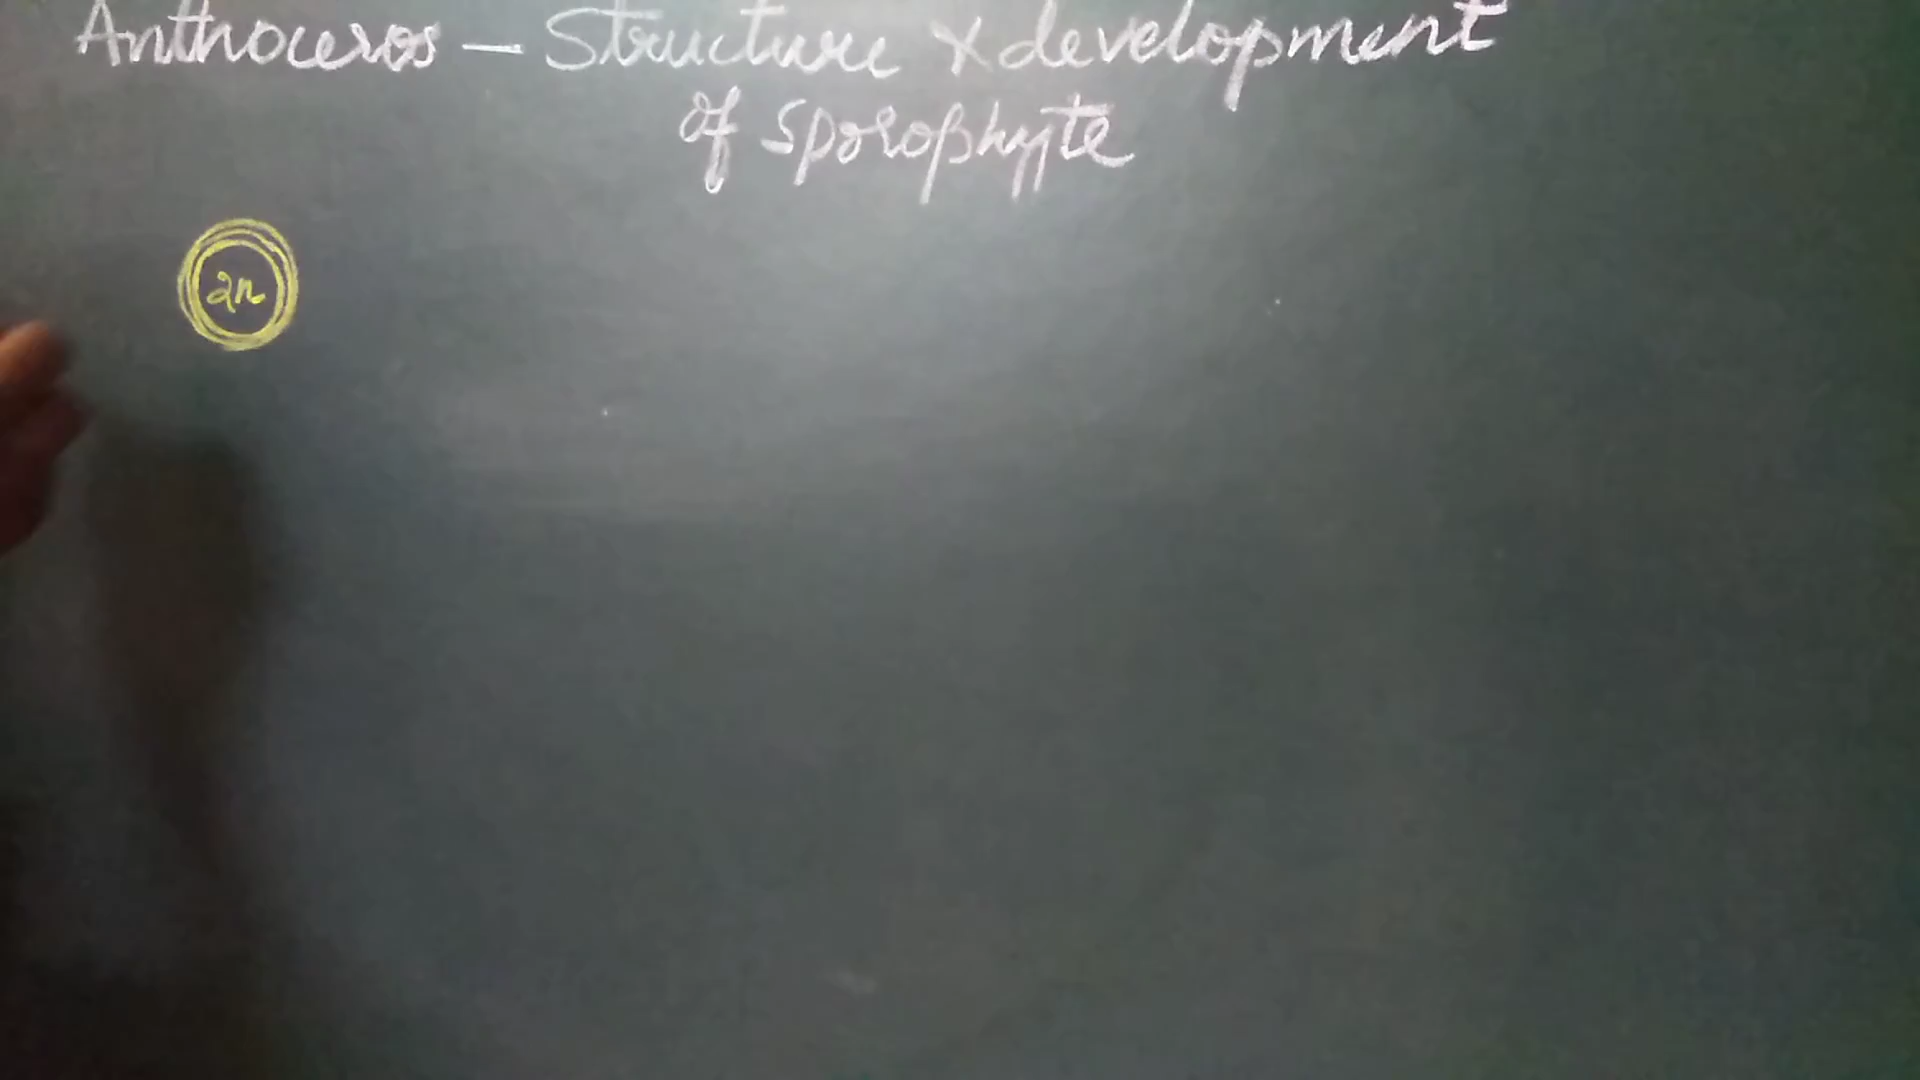 Anthoceros — Structure & development
of Sporophyte
2n